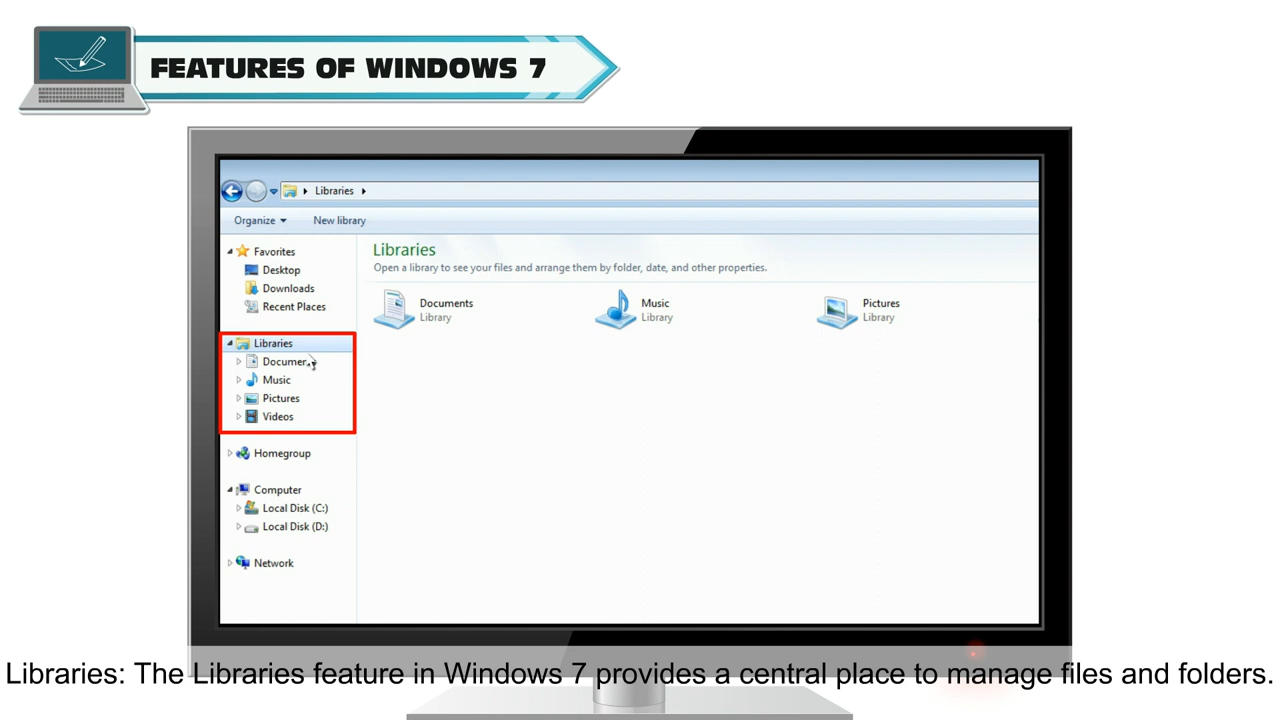 FEATURES OF WINDOWS 7
Libraries
Organize New library
Favorites
Desktop
Downloads
Recent Places
Libraries
Music
Pictures
Videos
Homegroup
Computer
Local Disk (C:)
Local Disk (D:)
Network
Libraries
Open a library to see your files and arrange them by folder, date, and other properties.
Documents
Library
Music
Library
Pictures
Library
Libraries: The Libraries feature in Windows 7 provides a central place to manage files and folders.